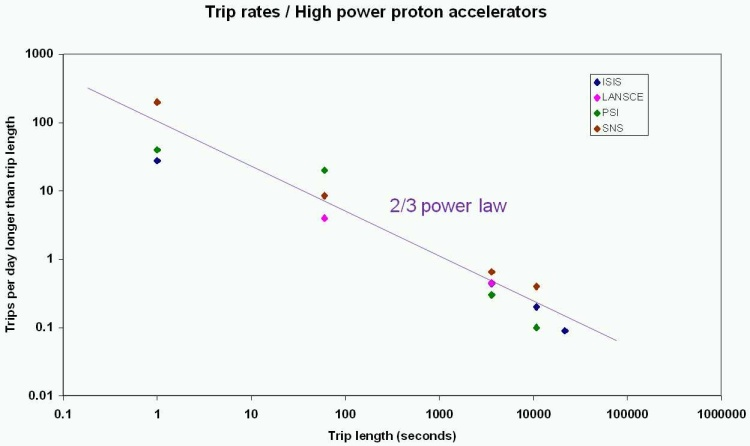 Trip rates / High power proton accelerators
Trips per day longer than trip length
1000
100
10
1
0.1
0.01
ISIS
LANSCE
PSI
SNS
2/3 power law
0.1
1
10
100
1000
10000
100000
1000000
Trip length (seconds)